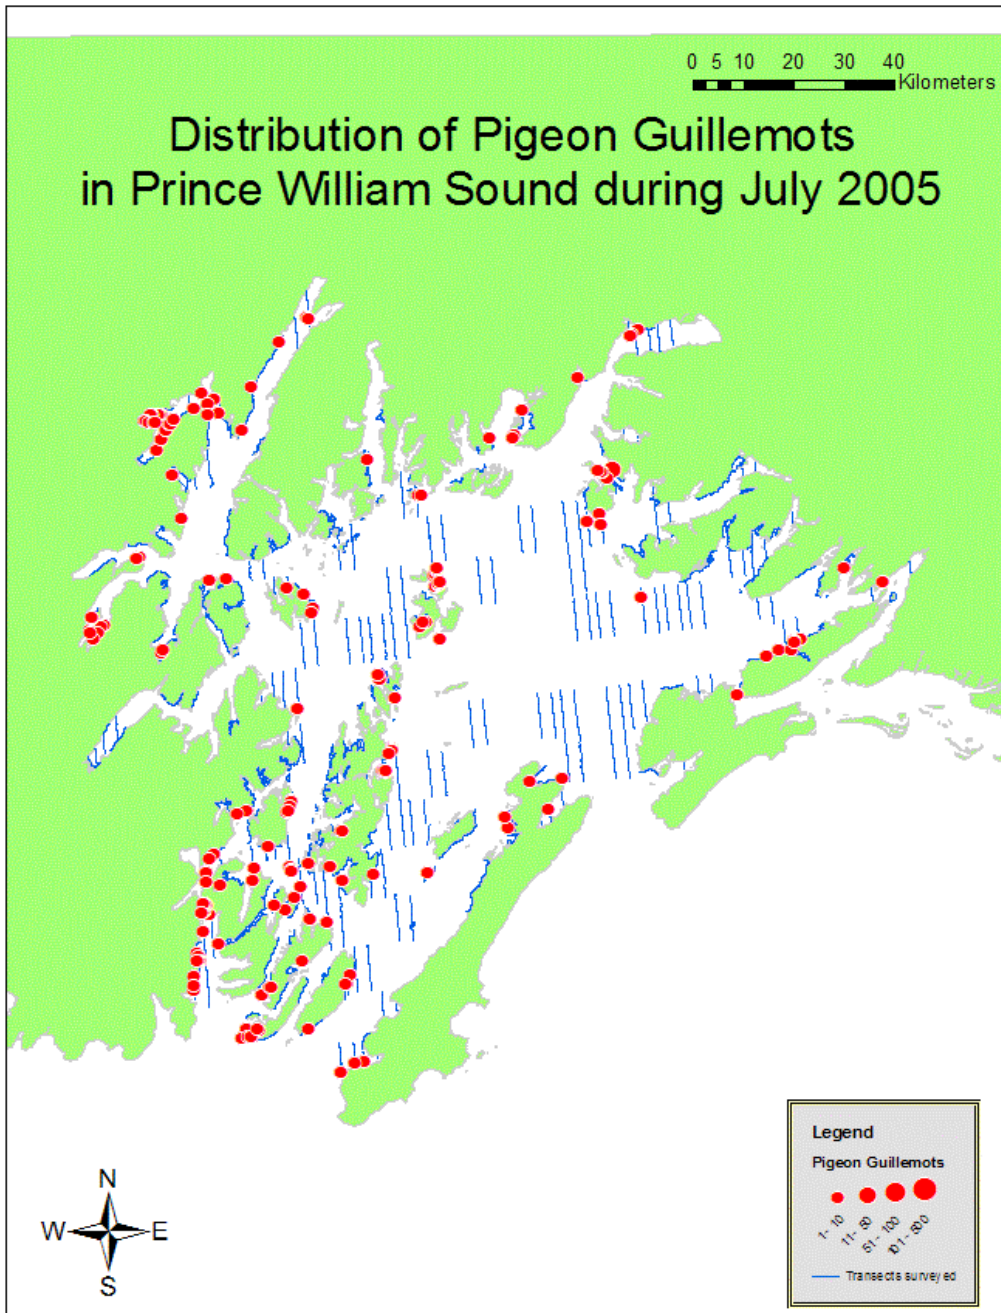 0 5 10 20 30 40
Kilometers
Distribution of Pigeon Guillemots
in Prince William Sound during July 2005
N
W E
S
Legend
Pigeon Guillemots
1 - 10
11 - 50
51 - 100
101 - 500
Transects surveyed